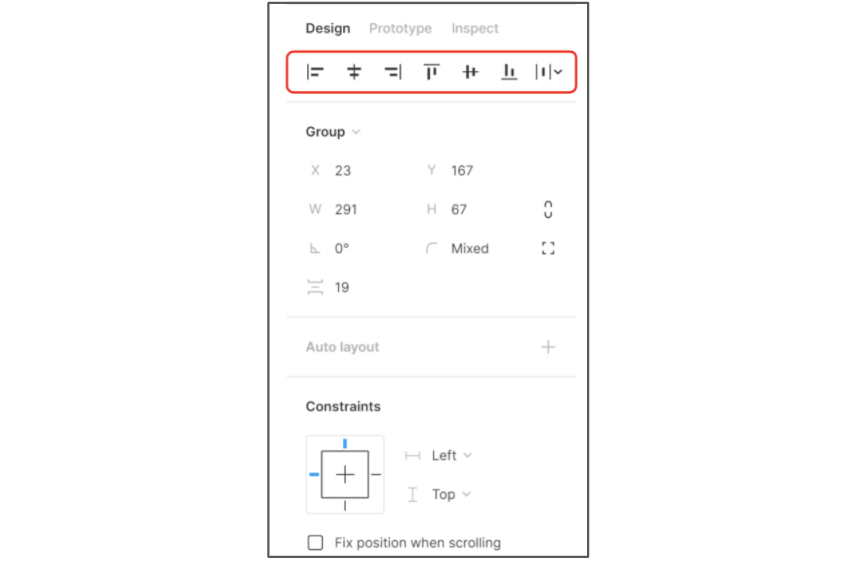 Design Prototype Inspect
Group
X 23 Y 167
W 291 H 67
0° Mixed
19
Auto layout
Constraints
Left
Top
Fix position when scrolling